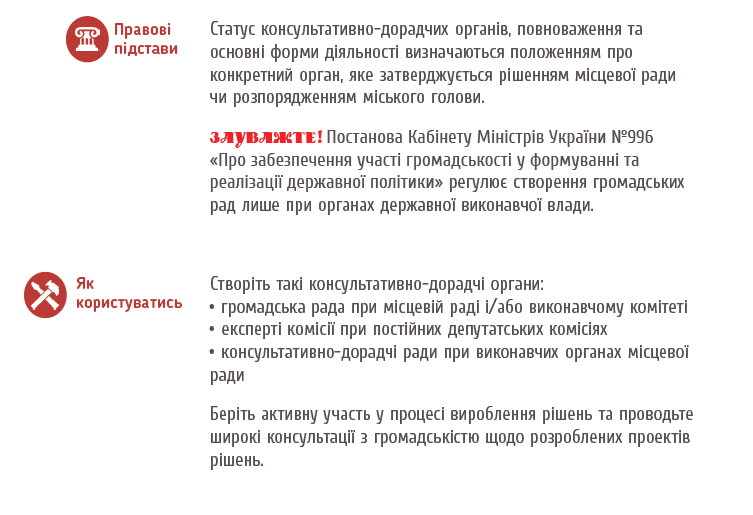 Правові
підстави
Статус консультативно-дорадчих органів, повноваження та
основні форми діяльності визначаються положенням про
конкретний орган, яке затверджується рішенням місцевої ради
чи розпорядженням міського голови.
ЗАУВАЖТЕ! Постанова Кабінету Міністрів України №996
«Про забезпечення участі громадськості у формуванні та
реалізації державної політики» регулює створення громадських
рад лише при органах державної виконавчої влади.
Як
користуватись
Створіть такі консультативно-дорадчі органи:
• громадська рада при місцевій раді і/або виконавчому комітеті
• експерті комісії при постійних депутатських комісіях
• консультативно-дорадчі ради при виконавчих органах місцевої
ради
Беріть активну участь у процесі вироблення рішень та проводьте
широкі консультації з громадськістю щодо розроблених проектів
рішень.